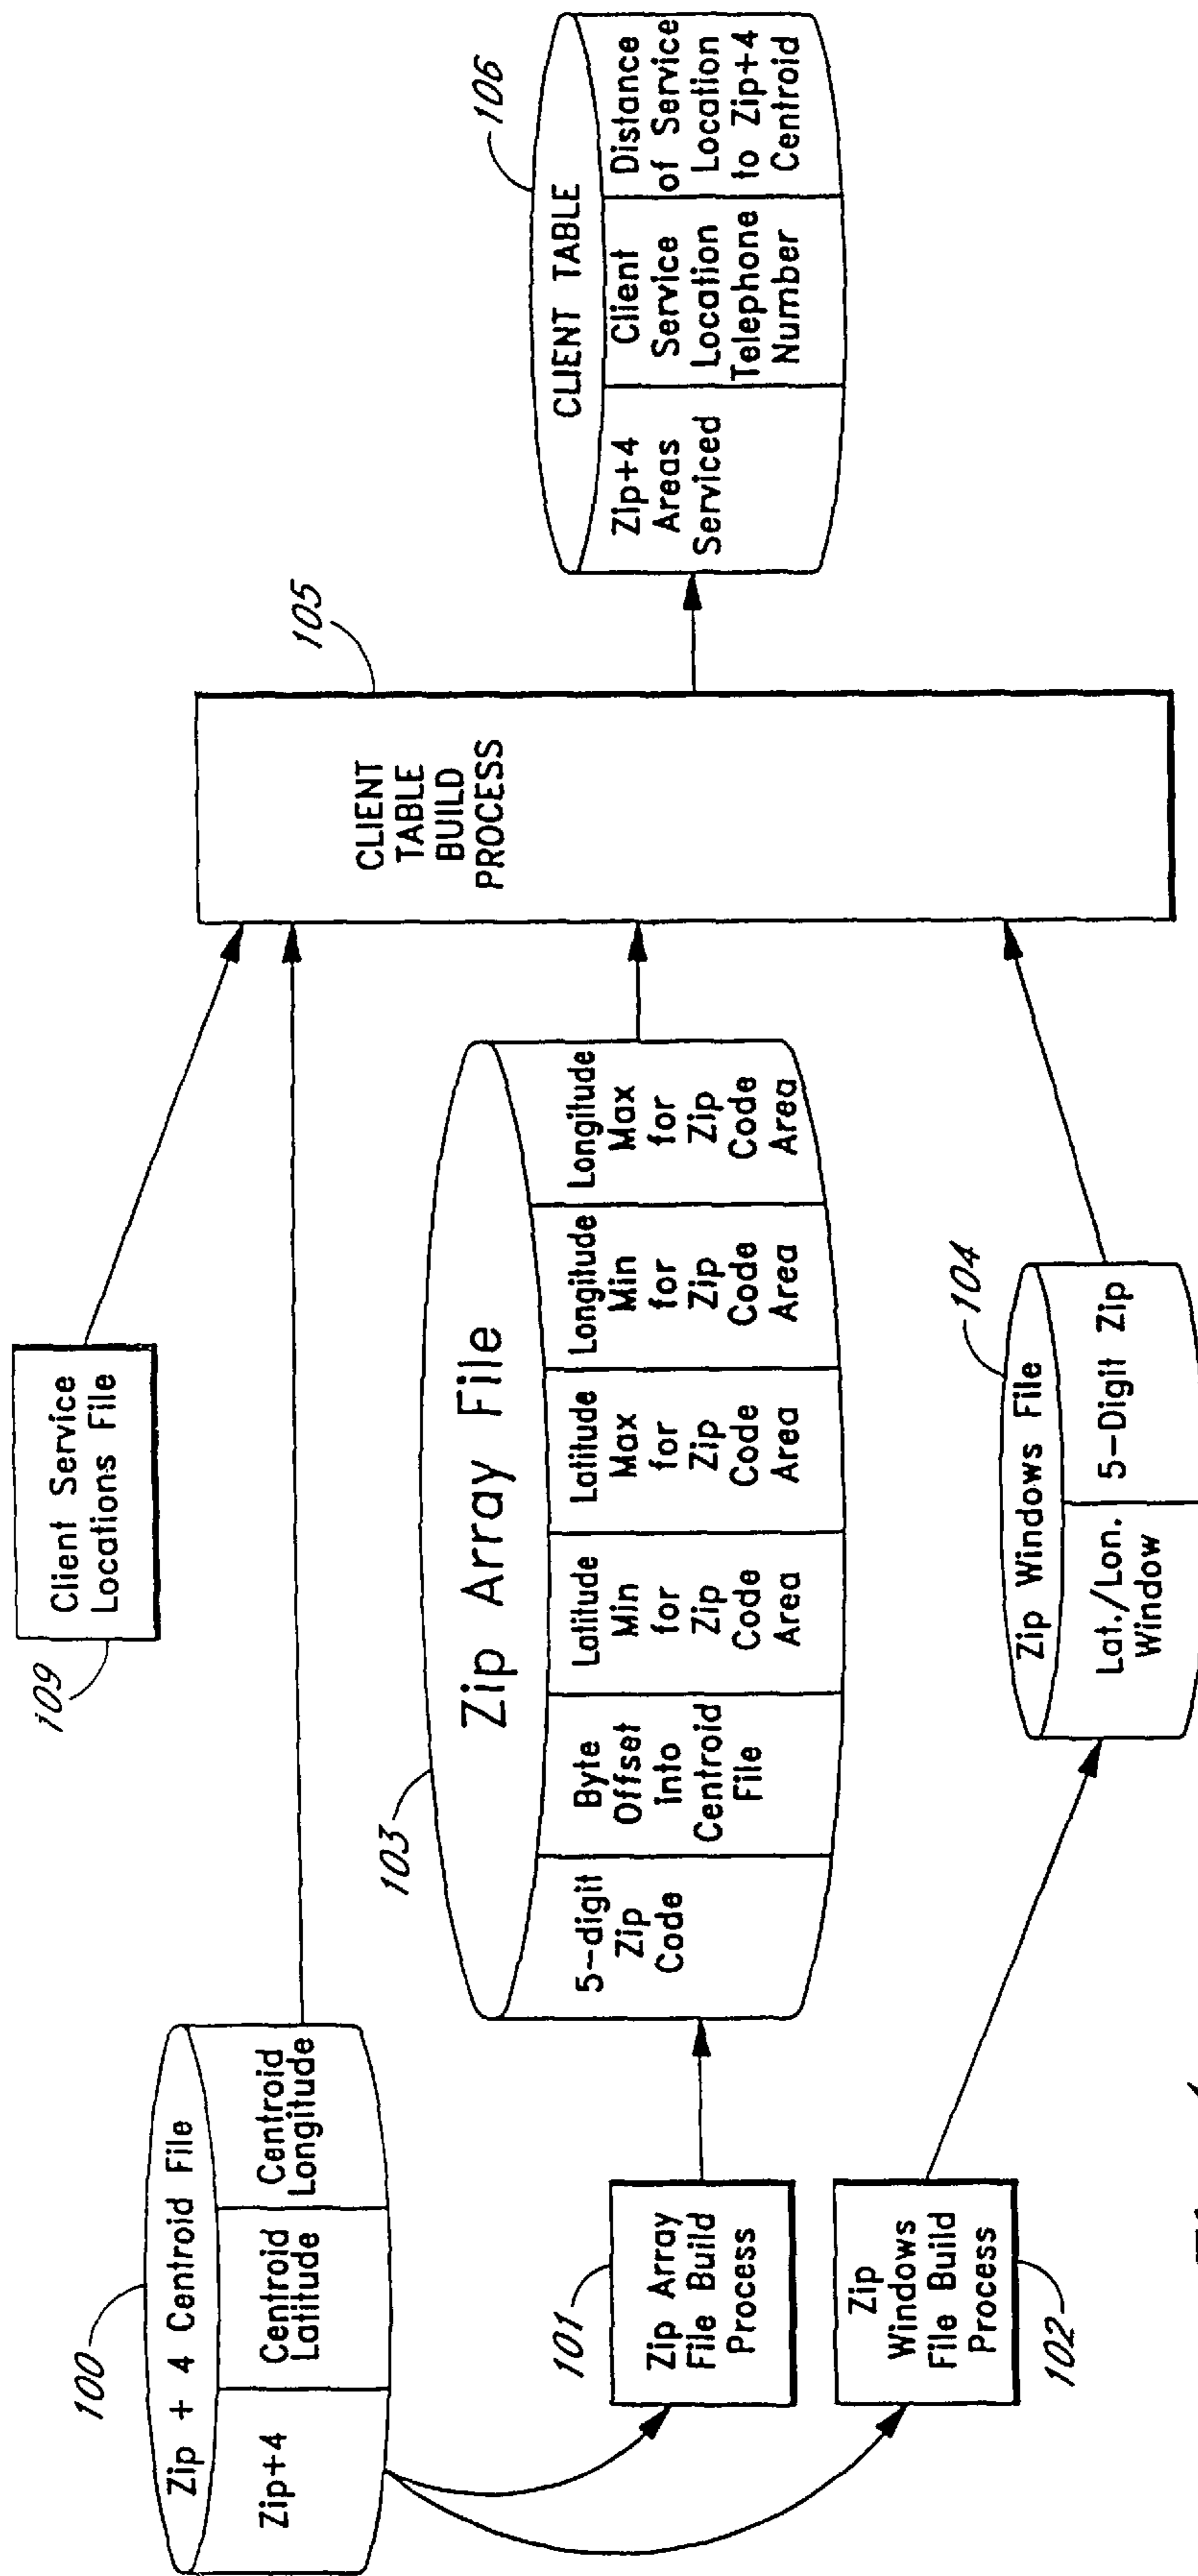 109
Client Service
Locations File
100
Zip + 4 Centroid File
Zip+4
Centroid
Latitude
Centroid
Longitude
101
Zip Array
File Build
Process
Zip
Windows
File Build
Process
102
103
Zip Array File
5-digit
Zip
Code
Byte
Offset
into
Centroid
File
Latitude
Min
for
Zip
Code
Area
Latitude
Max
for
Zip
Code
Area
Longitude
Min
for
Zip
Code
Area
Longitude
Max
for
Zip
Code
Area
104
Zip Windows File
Lat./Lon.
Window
5-Digit Zip
105
CLIENT
TABLE
BUILD
PROCESS
106
CLIENT TABLE
Zip+4
Areas
Serviced
Client
Service
Location
Telephone
Number
Distance
of Service
Location
to Zip+4
Centroid